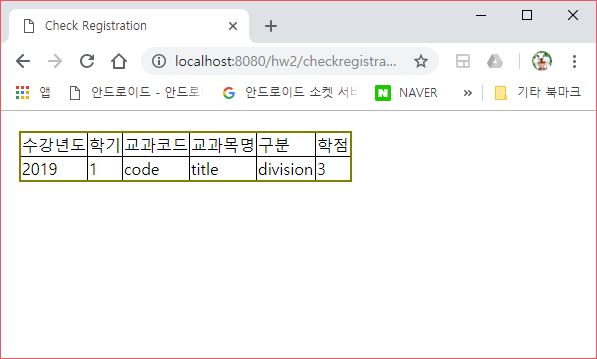 Check Registration
localhost:8080/hw2/checkregistra...
앱 안드로이드 - 안드로 안드로이드 소켓 서비 NAVER » 기타 북마크
수강년도 학기 교과코드 교과목명 구분 학점
2019 1 code title division 3